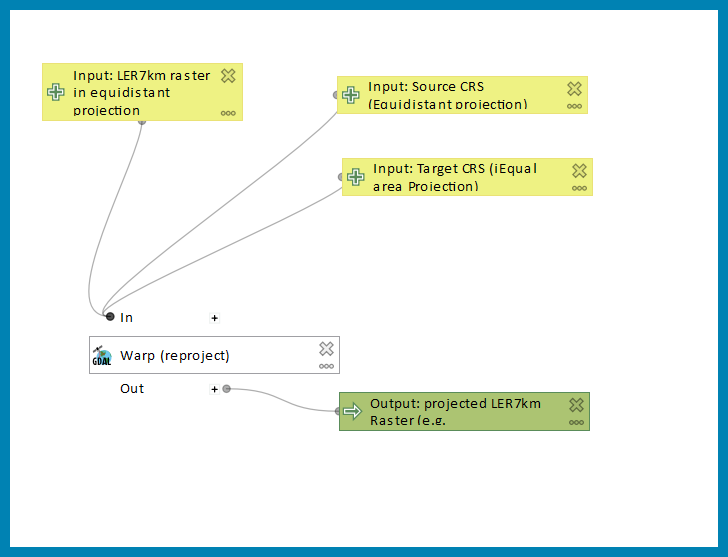 Input: LER7km raster
in equidistant
projection
Input: Source CRS
(Equidistant projection)
Input: Target CRS (iEqual
area Projection)
In +
GDAL
Warp (reproject)
Out +
Output: projected LER7km
Raster (e.g.